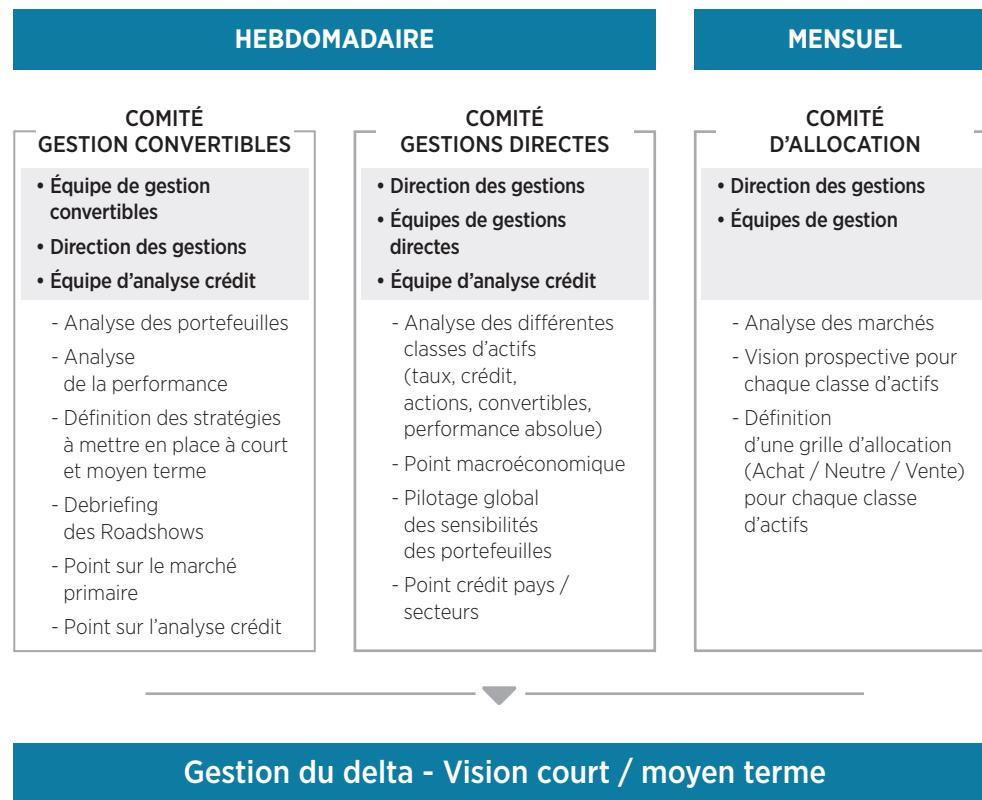 HEBDOMADAIRE
MENSUEL
COMITÉ
GESTION CONVERTIBLES
• Équipe de gestion
convertibles
• Direction des gestions
• Équipe d'analyse crédit
- Analyse des portefeuilles
- Analyse
de la performance
- Définition des stratégies
à mettre en place à court
et moyen terme
- Debriefing
des Roadshows
- Point sur le marché
primaire
- Point sur l'analyse crédit
COMITÉ
GESTIONS DIRECTES
• Direction des gestions
• Équipes de gestions
directes
• Équipe d'analyse crédit
- Analyse des différentes
classes d'actifs
(taux, crédit,
actions, convertibles,
performance absolue)
- Point macroéconomique
- Pilotage global
des sensibilités
des portefeuilles
- Point crédit pays /
secteurs
COMITÉ
D'ALLOCATION
• Direction des gestions
• Équipes de gestion
- Analyse des marchés
- Vision prospective pour
chaque classe d'actifs
- Définition
d'une grille d'allocation
(Achat / Neutre / Vente)
pour chaque classe
d'actifs
Gestion du delta - Vision court / moyen terme